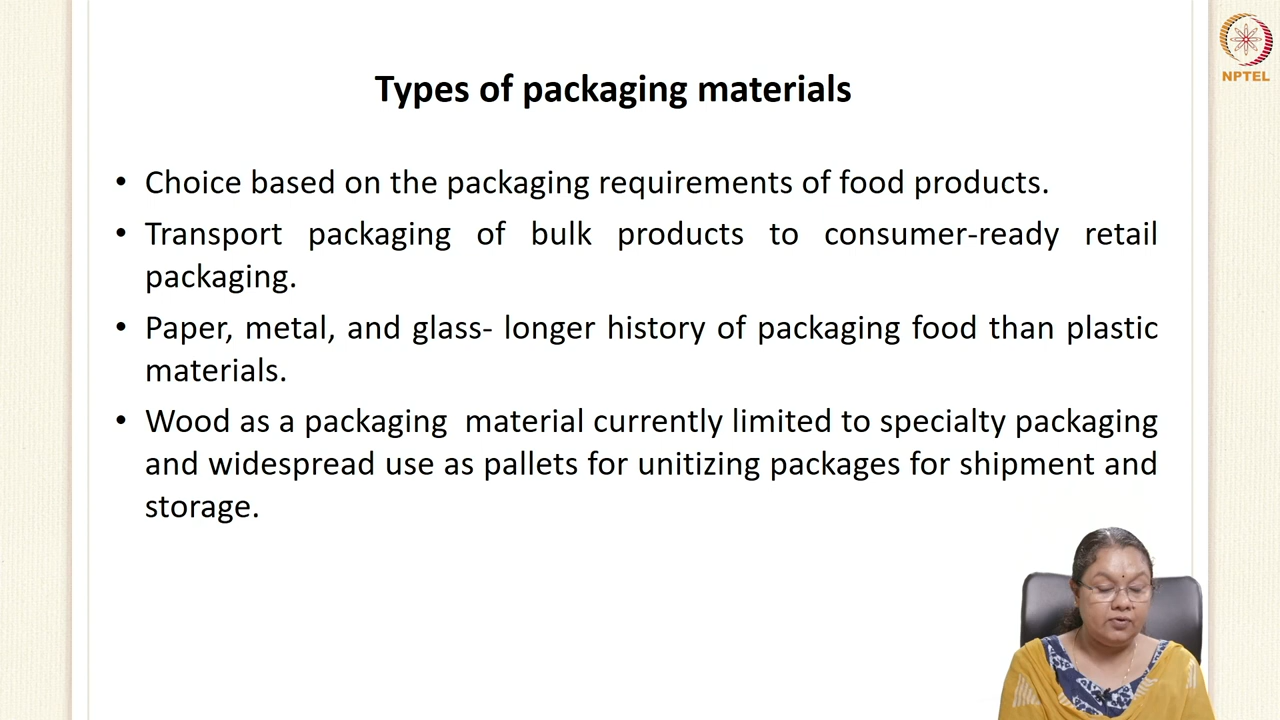 NPTEL
Types of packaging materials
• Choice based on the packaging requirements of food products.
• Transport packaging of bulk products to consumer-ready retail
packaging.
• Paper, metal, and glass- longer history of packaging food than plastic
materials.
• Wood as a packaging  material currently limited to specialty packaging
and widespread use as pallets for unitizing packages for shipment and
storage.